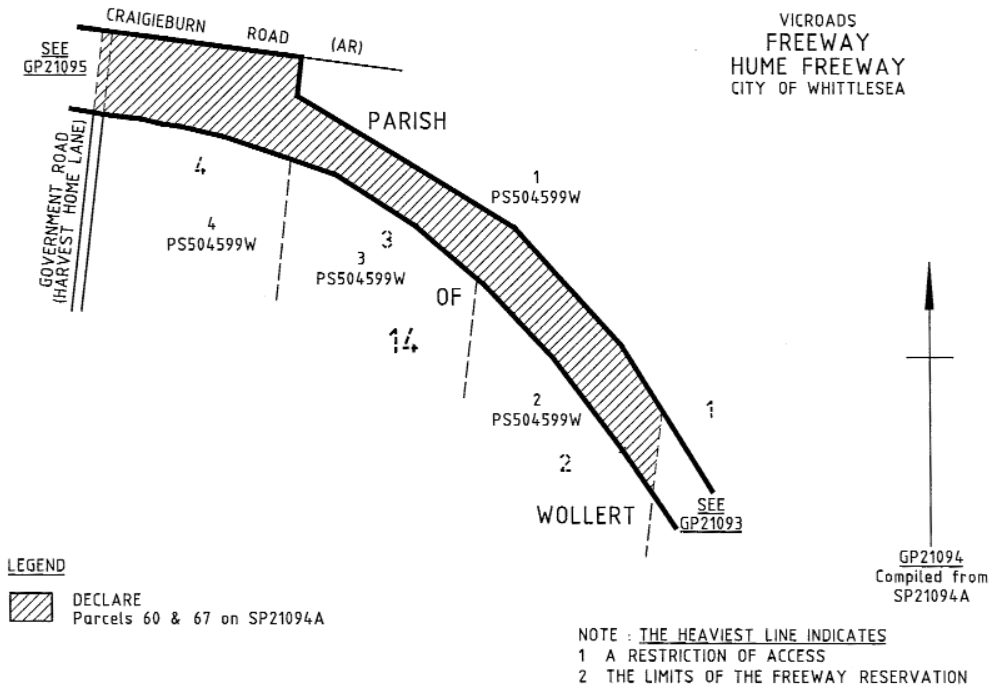 CRAIGIEBURN ROAD (AR)
SEE
GP21095
VICROADS
FREEWAY
HUME FREEWAY
CITY OF WHITTLESEA
PARISH
GOVERNMENT ROAD
(HARVEST HOME LANE)
4
4
PS504599W
1
PS504599W
3
3
PS504599W
OF
14
2
PS504599W
1
2
WOLLERT
SEE
GP21093
GP21094
Compiled from
SP21094A
LEGEND
DECLARE
Parcels 60 & 67 on SP21094A
NOTE : THE HEAVIEST LINE INDICATES
1 A RESTRICTION OF ACCESS
2 THE LIMITS OF THE FREEWAY RESERVATION